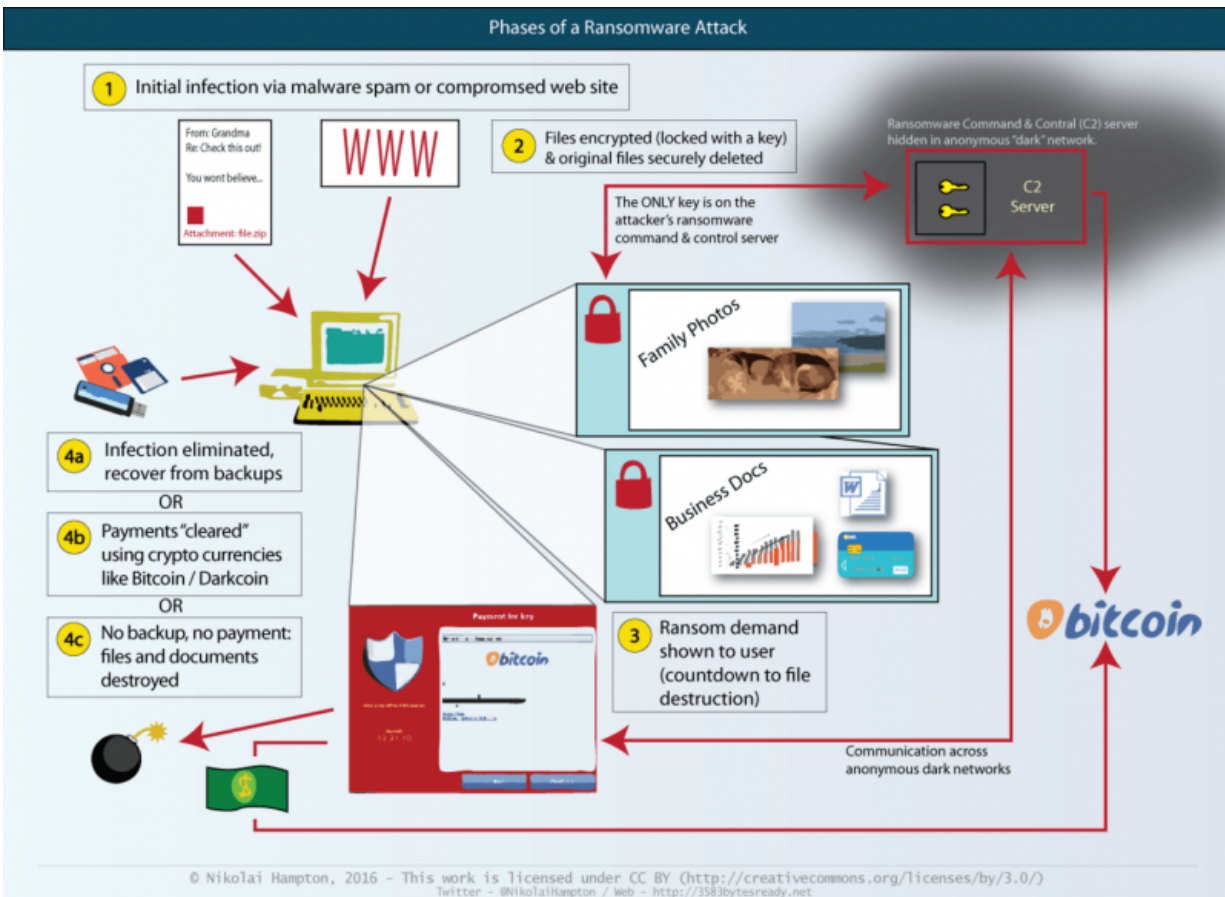 Phases of a Ransomware Attack
1 Initial infection via malware spam or compromsed web site
From: Grandma
Re: Check this out!
You wont believe...
Attachment: file.zip
WWW
2 Files encrypted (locked with a key)
& original files securely deleted
Ransomware Command & Contral (C2) server
hidden in anonymous "dark" network.
C2
Server
The ONLY key is on the
attacker's ransomware
command & control server
Family Photos
Business Docs
W
4a Infection eliminated,
recover from backups
OR
4b Payments "cleared"
using crypto currencies
like Bitcoin / Darkcoin
OR
4c No backup, no payment:
files and documents
destroyed
Payment for key
bitcoin
3 Ransom demand
shown to user
(countdown to file
destruction)
bitcoin
Communication across
anonymous dark networks
$
© Nikolai Hampton, 2016 - This work is licensed under CC BY (http://creativecommons.org/licenses/by/3.0/)
Twitter - @NikolaiHampton / Web - http://3583bytesready.net